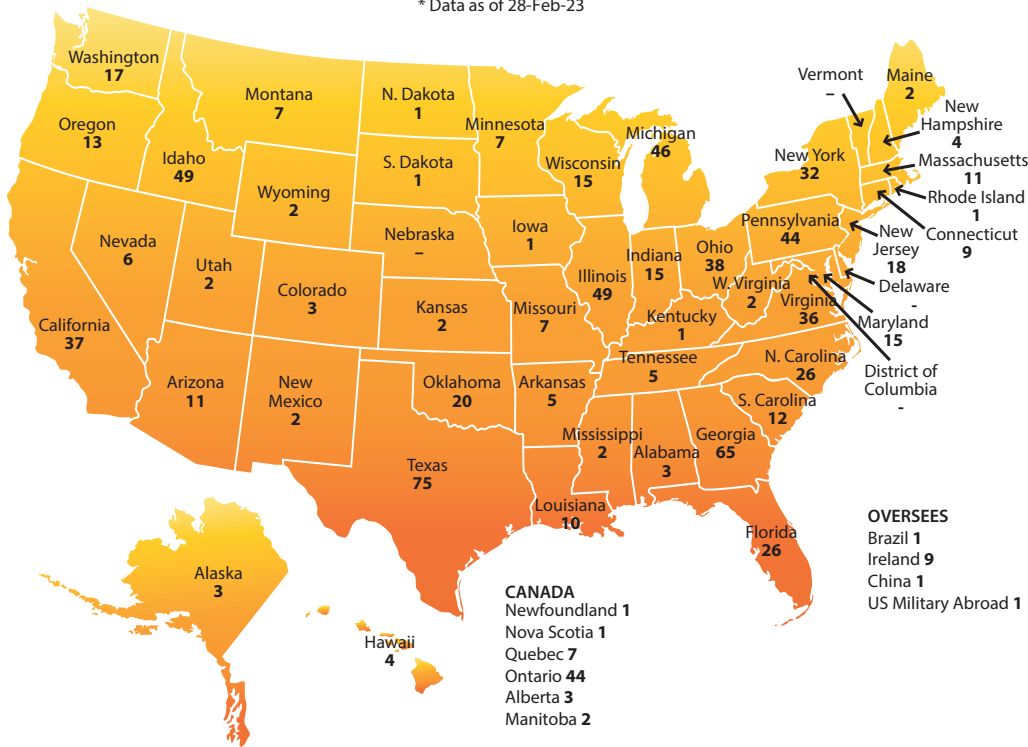 * Data as of 28-Feb-23
Washington
17
Oregon
13
Idaho
49
Montana
7
N. Dakota
1
S. Dakota
1
Minnesota
7
Wisconsin
15
Michigan
46
Wyoming
2
Nebraska
–
Iowa
1
Nevada
6
Utah
2
Colorado
3
Kansas
2
Missouri
7
Illinois
49
Indiana
15
Ohio
38
Kentucky
1
W. Virginia
2
Virginia
36
Pennsylvania
44
New York
32
Vermont
–
Maine
2
New
Hampshire
4
Massachusetts
11
Rhode Island
1
Connecticut
9
New
Jersey
18
Delaware
-
Maryland
15
District of
Columbia
-
California
37
Arizona
11
New
Mexico
2
Oklahoma
20
Arkansas
5
Tennessee
5
N. Carolina
26
S. Carolina
12
Mississippi
2
Alabama
3
Georgia
65
Texas
75
Louisiana
10
Florida
26
Alaska
3
Hawaii
4
CANADA
Newfoundland 1
Nova Scotia 1
Quebec 7
Ontario 44
Alberta 3
Manitoba 2
OVERSEES
Brazil 1
Ireland 9
China 1
US Military Abroad 1